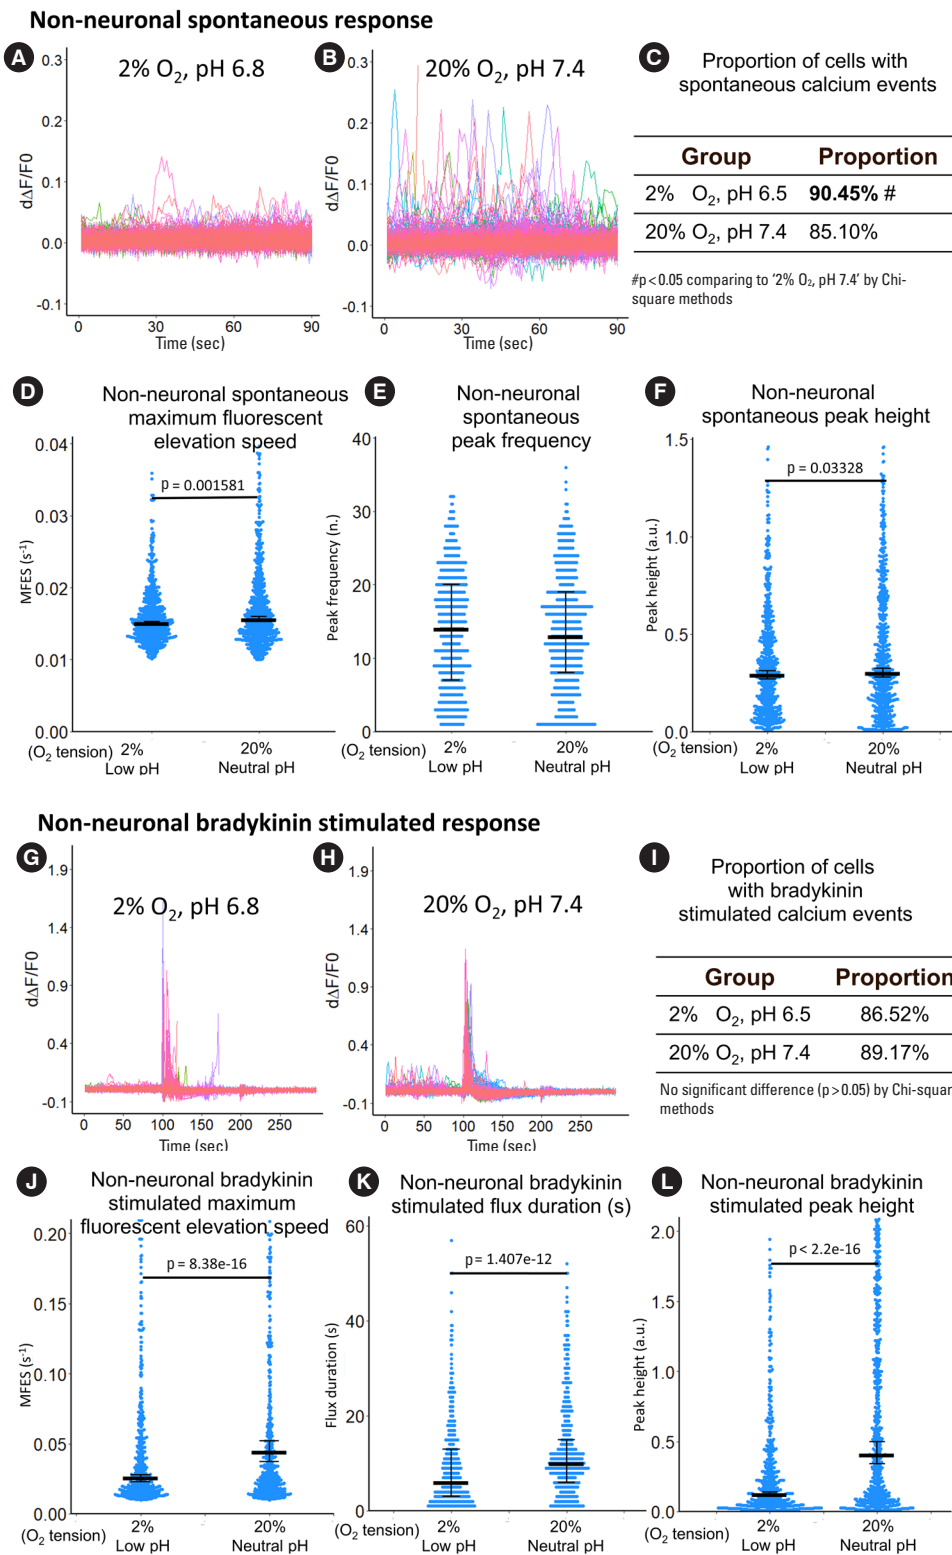 Non-neuronal spontaneous response
A
2% O2, pH 6.8
dΔF/F0
0.3
0.2
0.1
0.0
-0.1
0
30
60
90
Time (sec)
B
20% O2, pH 7.4
dΔF/F0
0.3
0.2
0.1
0.0
-0.1
0
30
60
90
Time (sec)
C
Proportion of cells with
spontaneous calcium events
Group Proportion
2% O2, pH 6.5 90.45% #
20% O2, pH 7.4 85.10%
#p<0.05 comparing to ‘2% O2, pH 7.4’ by Chi-
square methods
D
Non-neuronal spontaneous
maximum fluorescent
elevation speed
p = 0.001581
MFES (s-1)
0.04
0.03
0.02
0.01
0.00
(O2 tension) 2% 20%
Low pH Neutral pH
E
Non-neuronal
spontaneous
peak frequency
Peak frequency (n.)
40
30
20
10
0
(O2 tension) 2% 20%
Low pH Neutral pH
F
Non-neuronal
spontaneous peak height
p = 0.03328
Peak height (a.u.)
1.5
1.0
0.5
0.0
(O2 tension) 2% 20%
Low pH Neutral pH
Non-neuronal bradykinin stimulated response
G
2% O2, pH 6.8
dΔF/F0
1.9
1.4
0.9
0.4
-0.1
0
50
100
150
200
250
Time (sec)
H
20% O2, pH 7.4
dΔF/F0
1.9
1.4
0.9
0.4
-0.1
0
50
100
150
200
250
Time (sec)
I
Proportion of cells
with bradykinin
stimulated calcium events
Group Proportion
2% O2, pH 6.5 86.52%
20% O2, pH 7.4 89.17%
No significant difference (p>0.05) by Chi-square
methods
J
Non-neuronal bradykinin
stimulated maximum
fluorescent elevation speed
p = 8.38e-16
MFES (s-1)
0.20
0.15
0.10
0.05
0.00
(O2 tension) 2% 20%
Low pH Neutral pH
K
Non-neuronal bradykinin
stimulated flux duration (s)
p = 1.407e-12
Flux duration (s)
60
40
20
0
(O2 tension) 2% 20%
Low pH Neutral pH
L
Non-neuronal bradykinin
stimulated peak height
p < 2.2e-16
Peak height (a.u.)
2.0
1.5
1.0
0.5
0.0
(O2 tension) 2% 20%
Low pH Neutral pH